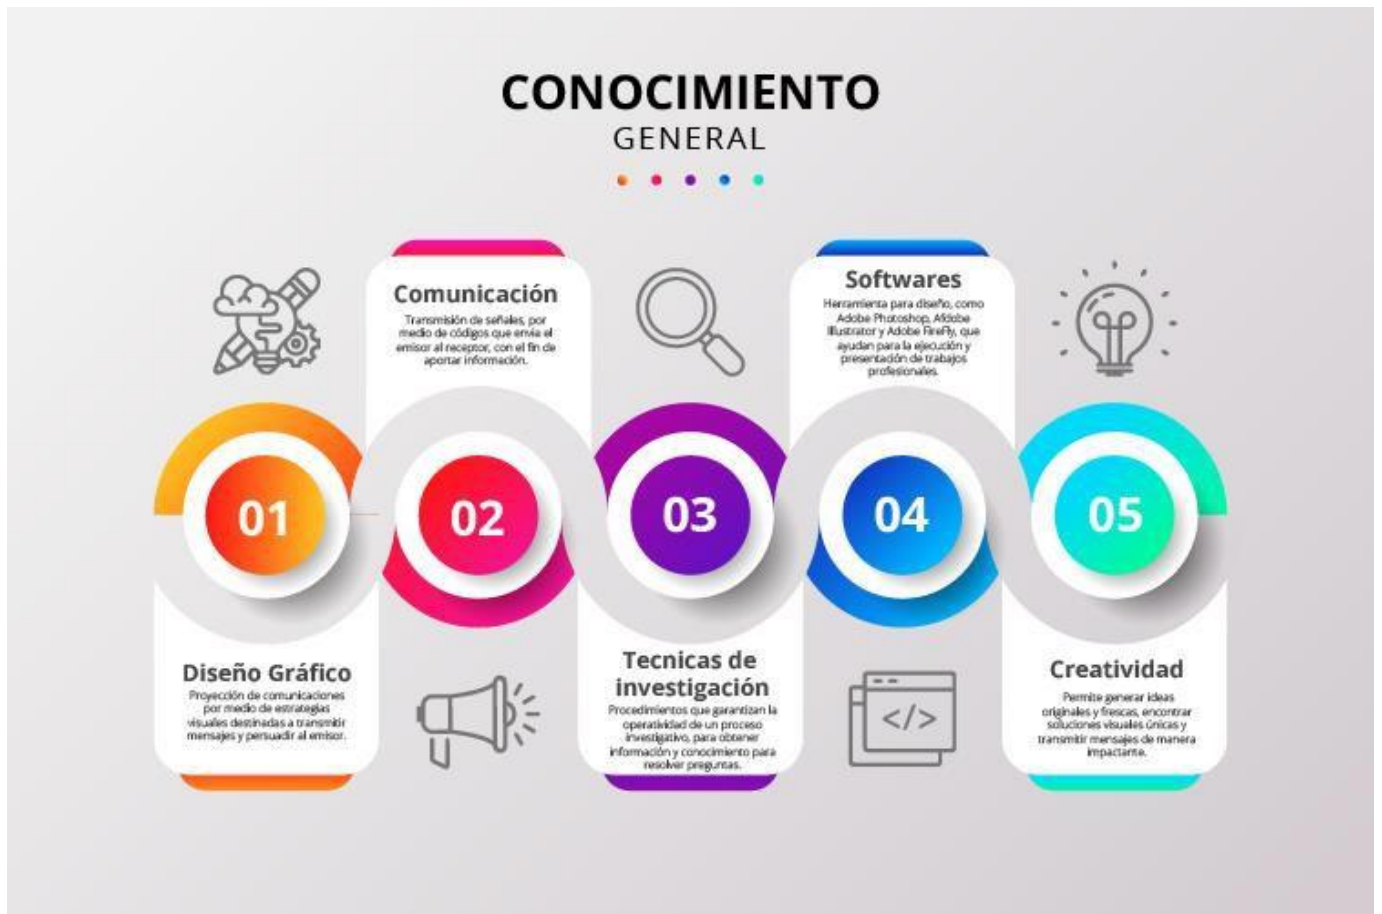 CONOCIMIENTO
GENERAL
01
Diseño Gráfico
Proyección de comunicaciones
por medio de estrategias
visuales destinadas a transmitir
mensajes y persuadir al emisor.
Comunicación
Transmisión de señales, por
medio de códigos que envia el
emisor al receptor, con el fin de
aportar información.
02
03
Tecnicas de
investigación
Procedimientos que garantizan la
operatividad de un proceso
investigativo, para obtener
información y conocimiento para
resolver preguntas.
Softwares
Herramienta para diseño, como
Adobe Photoshop, Afdobe
Illustrator y Adobe FireFly, que
ayudan para la ejecución y
presentación de trabajos
profesionales.
04
</>
05
Creatividad
Permite generar ideas
originales y frescas, encontrar
soluciones visuales únicas y
transmitir mensajes de manera
impactante.